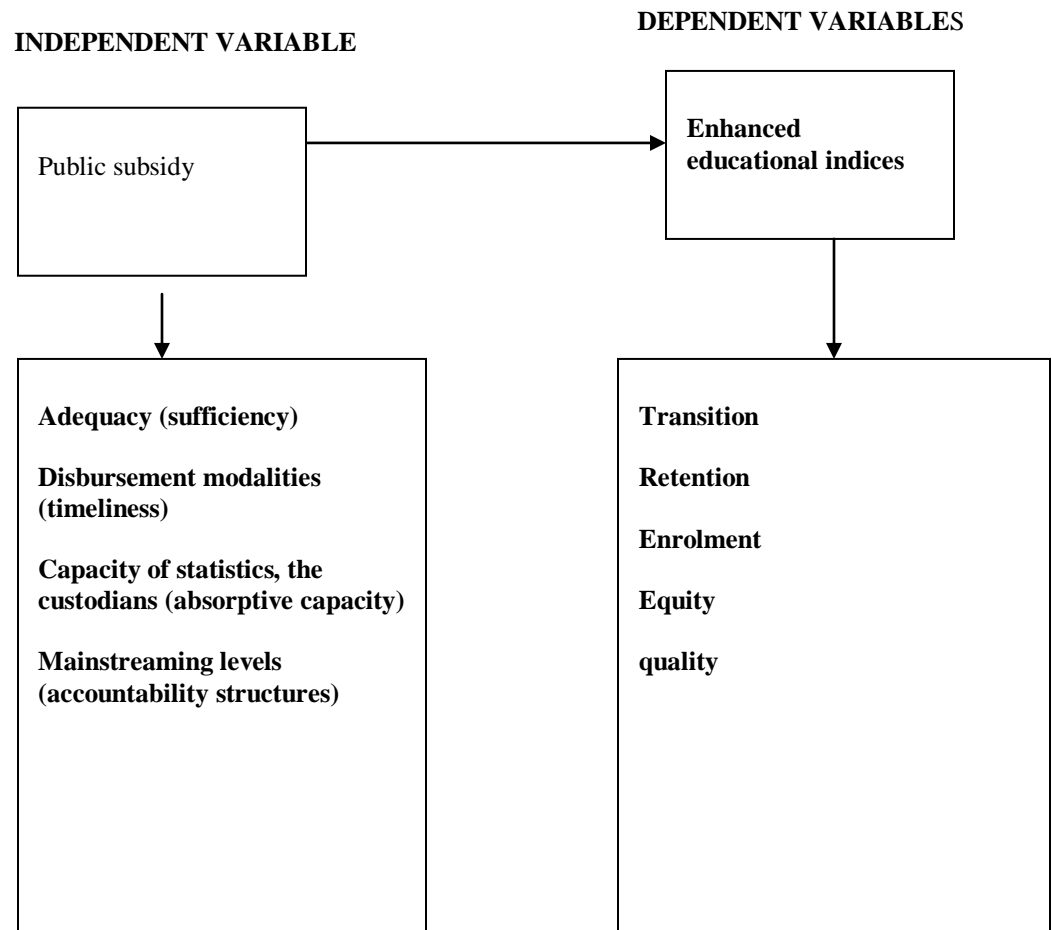 DEPENDENT VARIABLES
INDEPENDENT VARIABLE
Public subsidy
Enhanced
educational indices
Adequacy (sufficiency)
Disbursement modalities
(timeliness)
Capacity of statistics, the
custodians (absorptive capacity)
Mainstreaming levels
(accountability structures)
Transition
Retention
Enrolment
Equity
quality